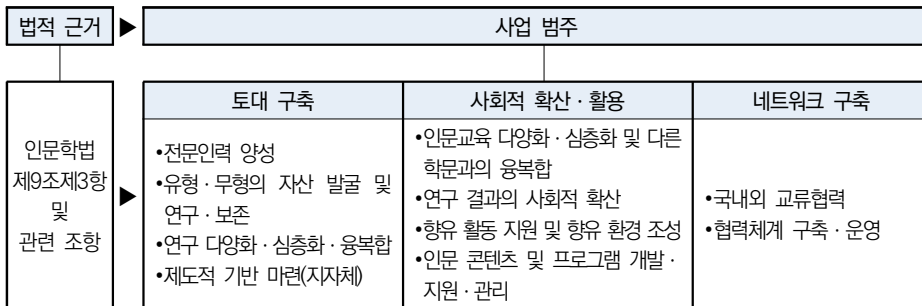 법적 근거 ▶ 사업 범주
인문학법
제9조제3항
및
관련 조항
▶
토대 구축
•전문인력 양성
•유형·무형의 자산 발굴 및
연구·보존
•연구 다양화·심층화·융복합
•제도적 기반 마련(지자체)
사회적 확산·활용
•인문교육 다양화·심층화 및 다른
학문과의 융복합
•연구 결과의 사회적 확산
•향유 활동 지원 및 향유 환경 조성
•인문 콘텐츠 및 프로그램 개발·
지원·관리
네트워크 구축
•국내외 교류협력
•협력체계 구축·운영